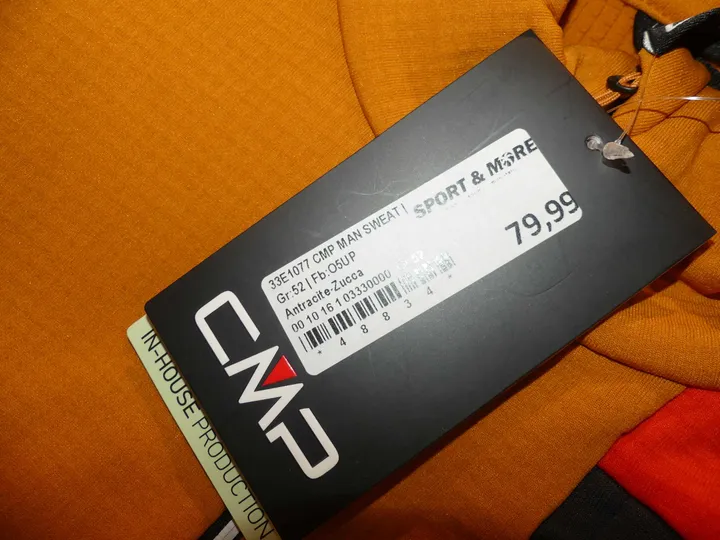 SPORT & MORE
33E1077 CMP MAN SWEAT |
Gr:52 | Fb:O5UP
Antracite-Zucca
79,99
00 10 16 1 03330000
* 4 8 8 3 4 *
CMP
IN-HOUSE PRODUCTION